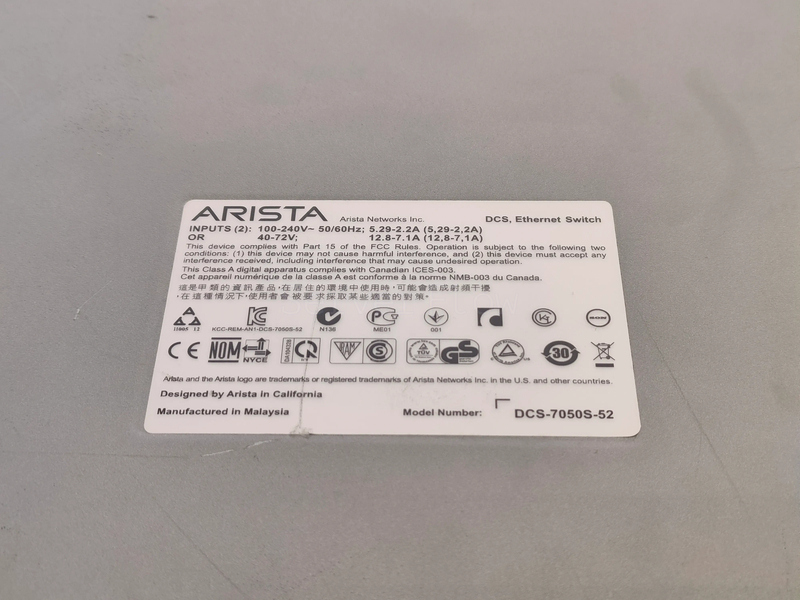 ARISTA Arista Networks Inc. DCS, Ethernet Switch
INPUTS (2): 100-240V~ 50/60Hz; 5.29-2.2A (5,29-2,2A)
OR 40-72V; 12.8-7.1A (12,8-7,1A)
This device complies with Part 15 of the FCC Rules. Operation is subject to the following two
conditions: (1) this device may not cause harmful interference, and (2) this device must accept any
interference received, including interference that may cause undesired operation.
This Class A digital apparatus complies with Canadian ICES-003.
Cet appareil numérique de la classe A est conforme à la norme NMB-003 du Canada.
這是甲類的資訊產品,在居住的環境中使用時,可能會造成射頻干擾
,在這種情況下,使用者會被要求採取某些適當的對策。
KCC-REM-AN1-DCS-7050S-52 N136 ME01 001
CE NOM NYCE TÜV GS 30
Arista and the Arista logo are trademarks or registered trademarks of Arista Networks Inc. in the U.S. and other countries.
Designed by Arista in California
Manufactured in Malaysia Model Number: DCS-7050S-52